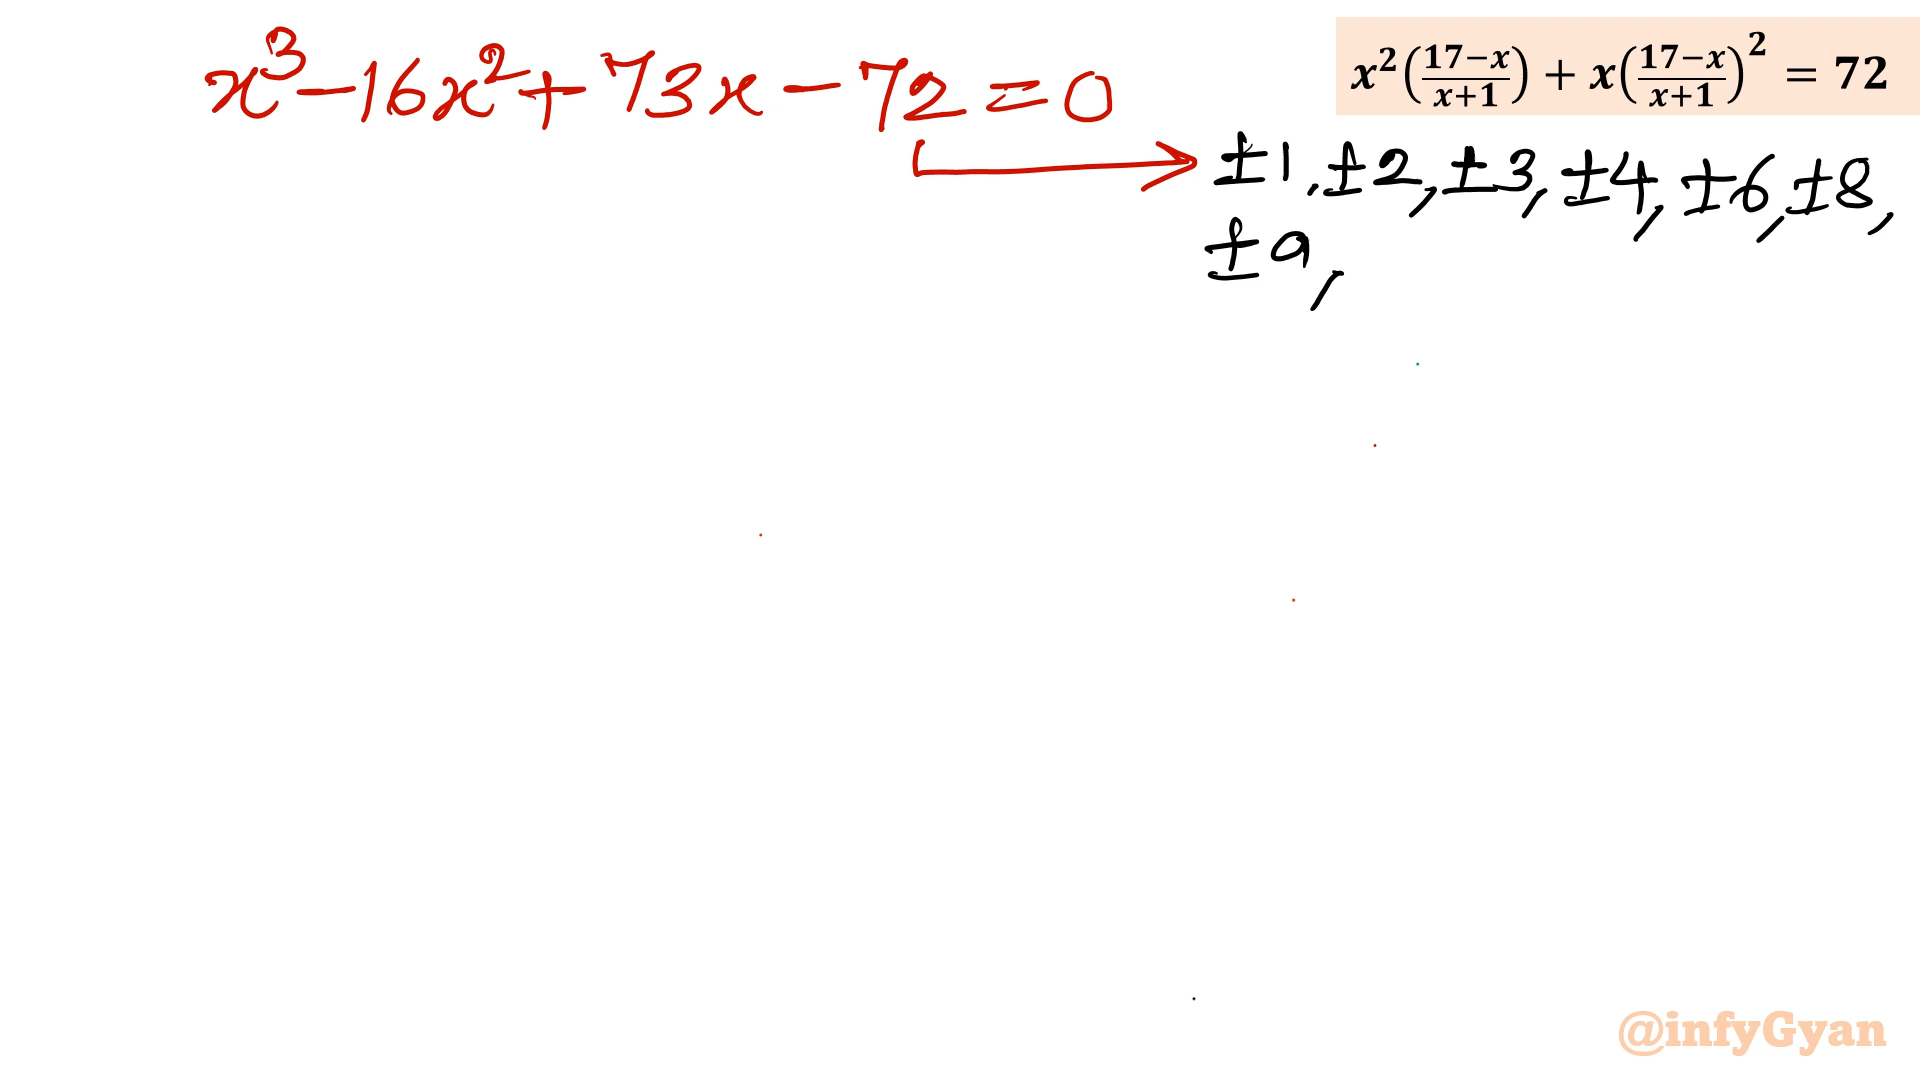 x³ - 16x² + 73x - 72 = 0
x²((17-x)/(x+1)) + x((17-x)/(x+1))² = 72
±1, ±2, ±3, ±4, ±6, ±8,
±9,
@infyGyan